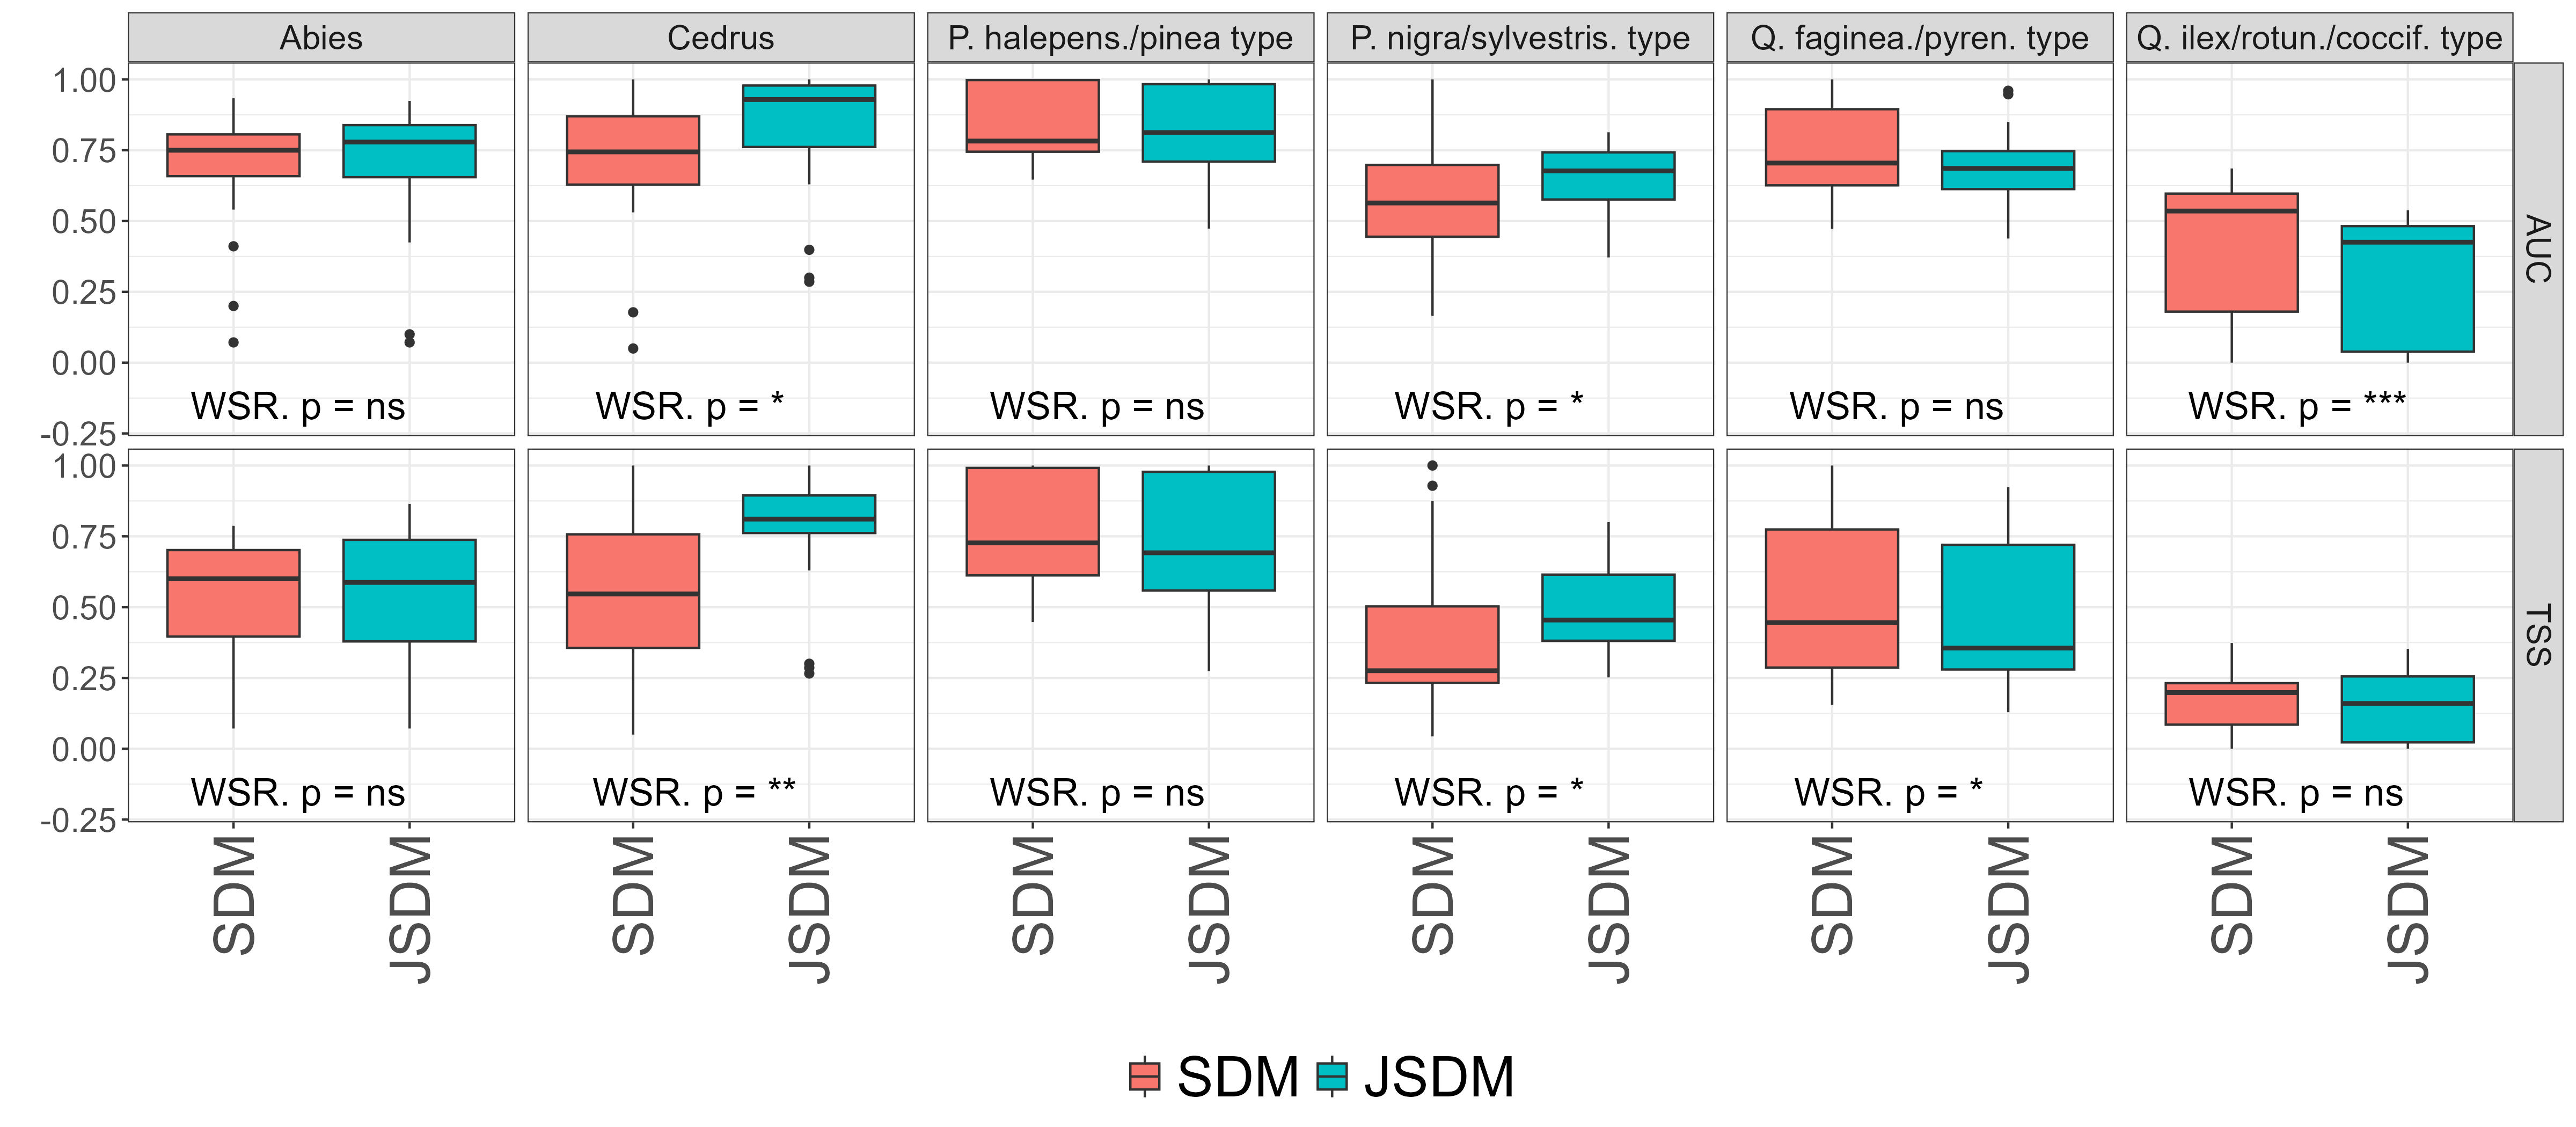 Abies Cedrus P. halepens./pinea type P. nigra/sylvestris. type Q. faginea./pyren. type Q. ilex/rotun./coccif. type
1.00
0.75
0.50
0.25
0.00
-0.25
WSR. p = ns WSR. p = * WSR. p = ns WSR. p = * WSR. p = ns WSR. p = ***
AUC
1.00
0.75
0.50
0.25
0.00
-0.25
WSR. p = ns WSR. p = ** WSR. p = ns WSR. p = * WSR. p = * WSR. p = ns
TSS
SDM JSDM SDM JSDM SDM JSDM SDM JSDM SDM JSDM SDM JSDM
SDM JSDM